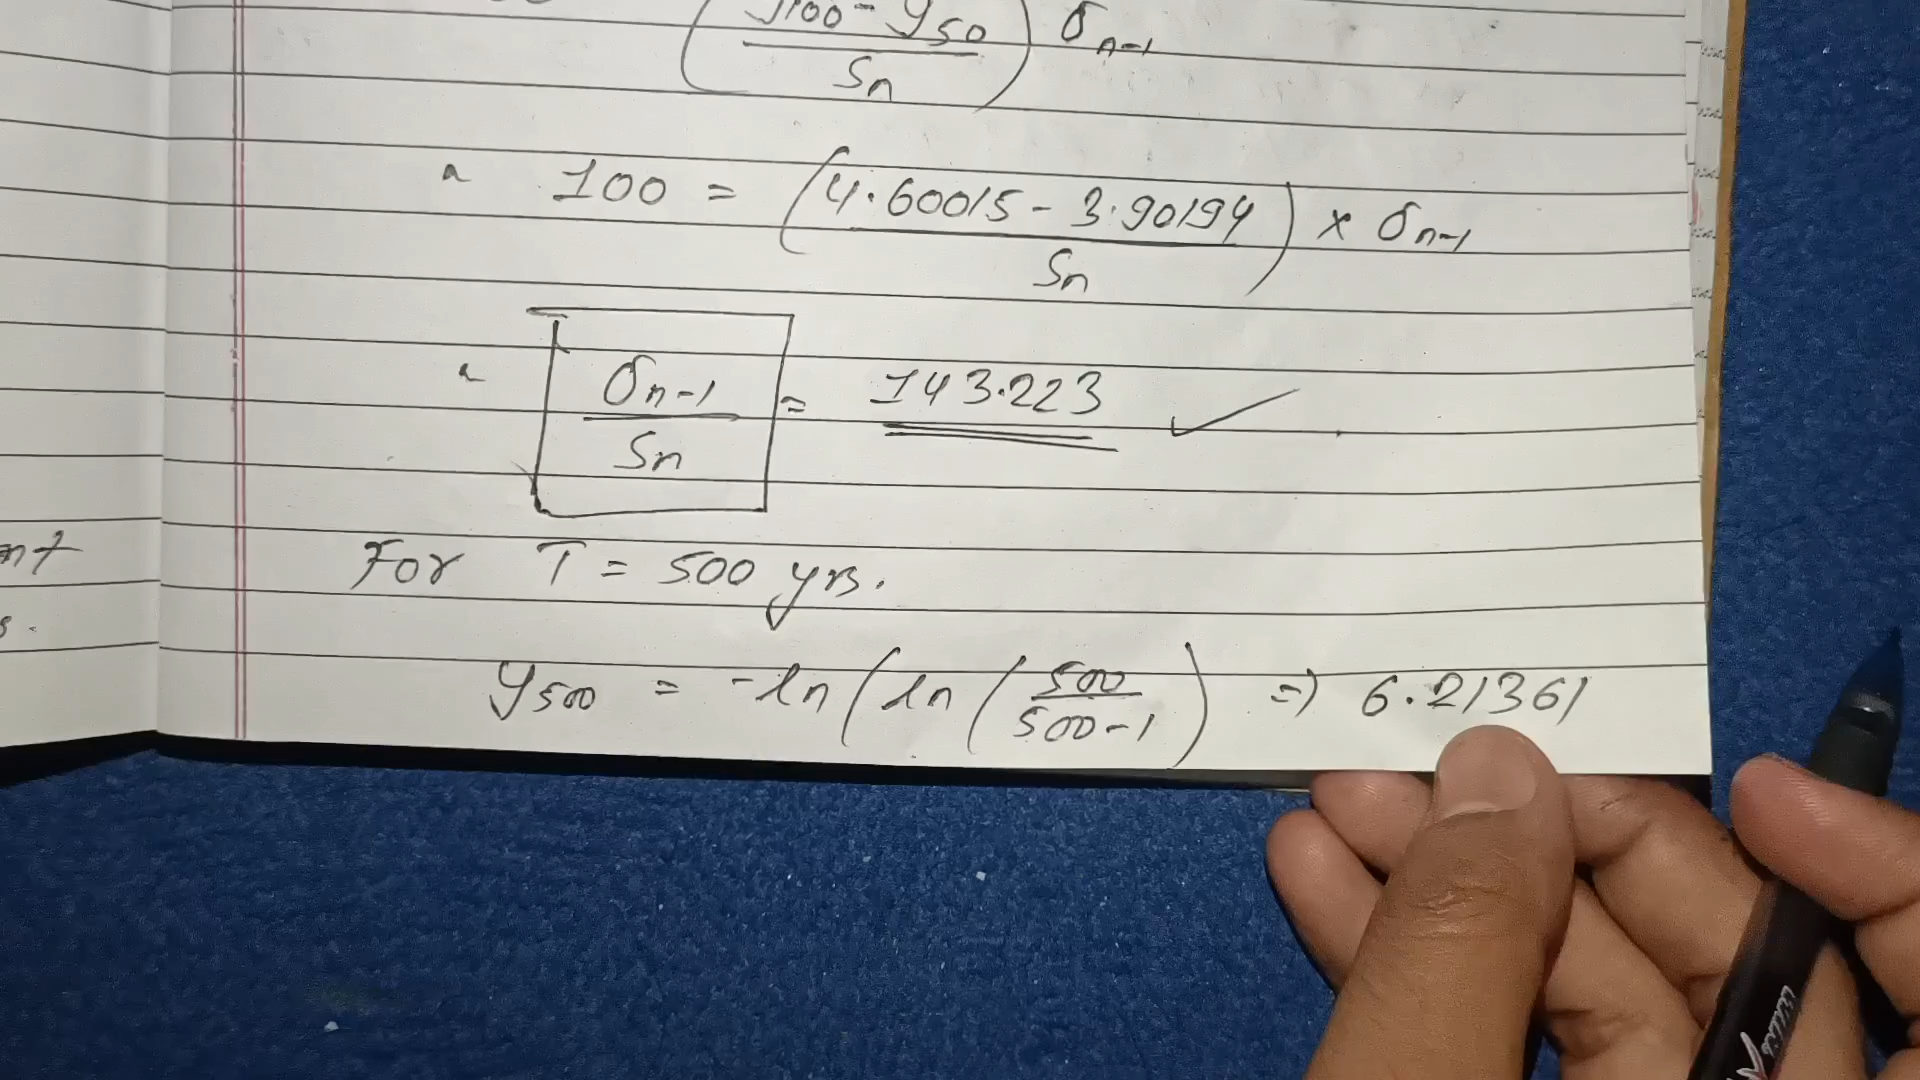 (y100 - y50 / Sn) σn-1
100 = (4.60015 - 3.90194 / Sn) × σn-1
σn-1 / Sn = 143.223 ✓
For T = 500 yrs.
y500 = -ln(ln(500 / 500-1) => 6.21361